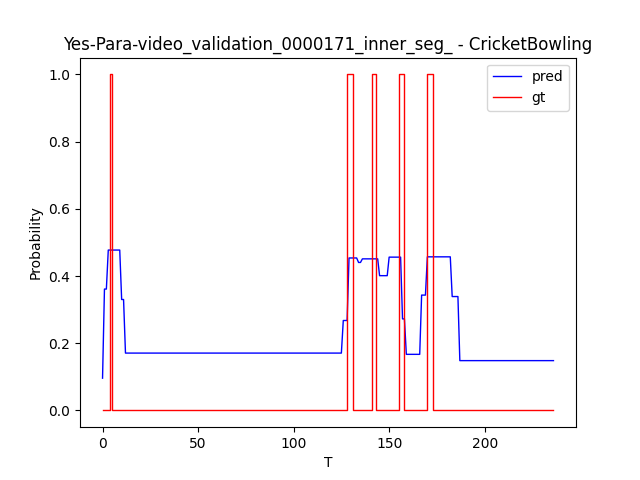 Yes-Para-video_validation_0000171_inner_seg_ - CricketBowling
pred
gt
1.0
0.8
0.6
0.4
0.2
0.0
Probability
0
50
100
150
200
T